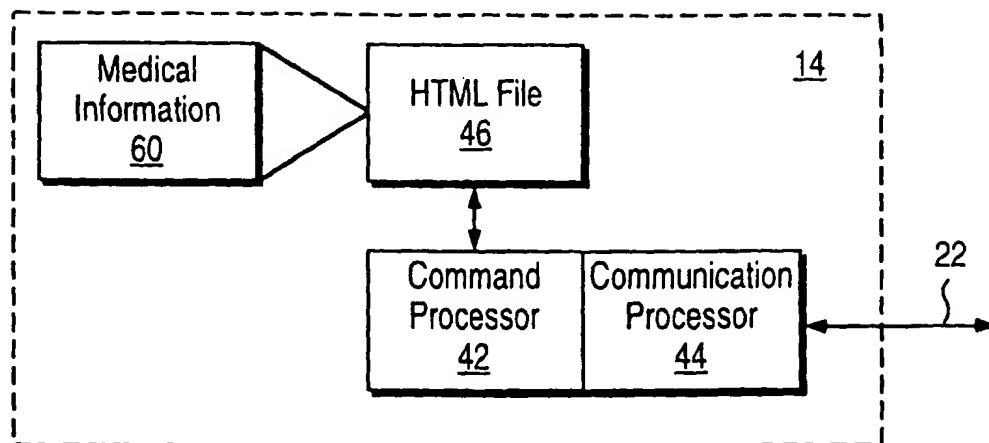 Medical
Information
60
HTML File
46
14
Command
Processor
42
Communication
Processor
44
22